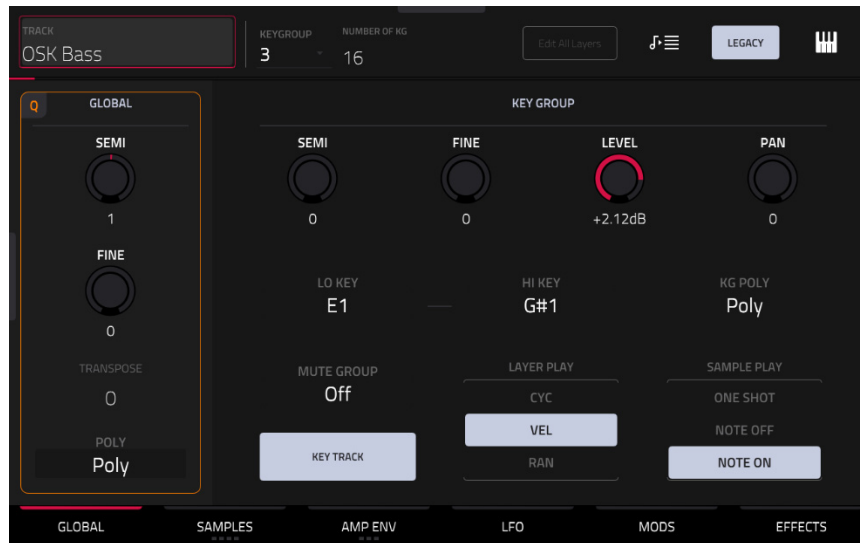 TRACK
OSK Bass
KEYGROUP
3
NUMBER OF KG
16
Edit All Layers
LEGACY
Q
GLOBAL
SEMI
1
FINE
0
TRANSPOSE
0
POLY
Poly
KEY GROUP
SEMI FINE LEVEL PAN
0 0 +2.12dB 0
LO KEY HI KEY KG POLY
E1 — G#1 Poly
MUTE GROUP
Off
KEY TRACK
LAYER PLAY
CYC
VEL
RAN
SAMPLE PLAY
ONE SHOT
NOTE OFF
NOTE ON
GLOBAL SAMPLES AMP ENV LFO MODS EFFECTS